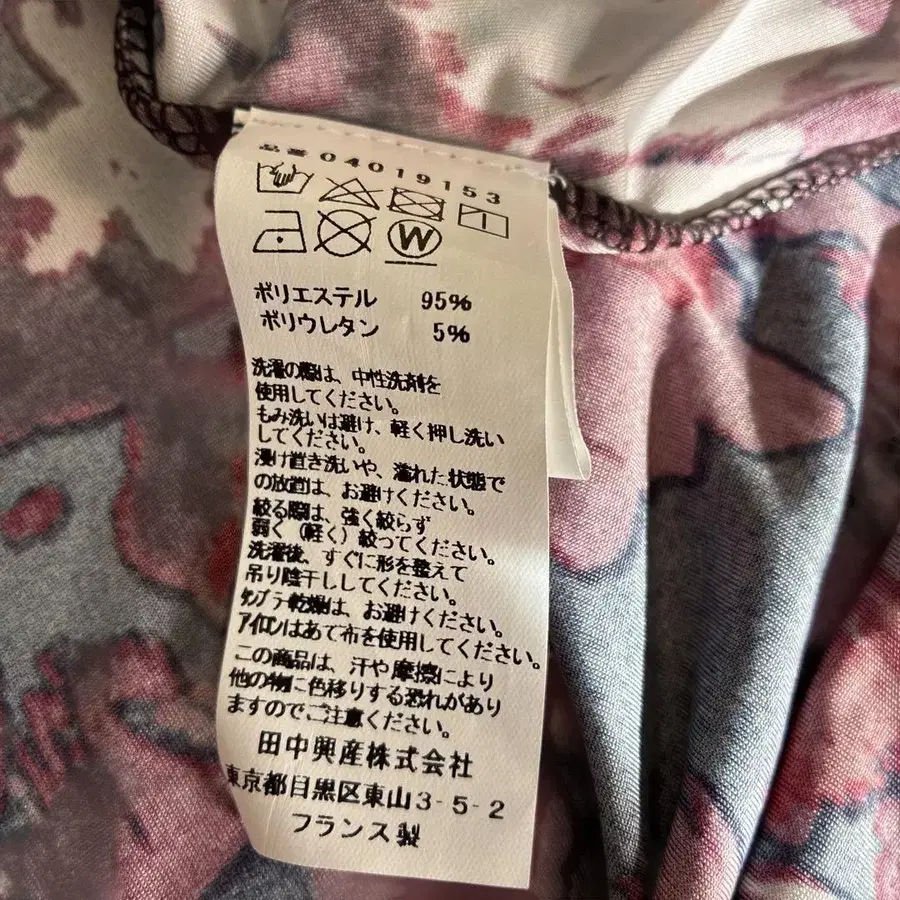 品番 04019153
W
ポリエステル 95%
ポリウレタン 5%
洗濯の際は、中性洗剤を
使用してください。
もみ洗いは避け、軽く押し洗い
してください。
浸け置き洗いや、濡れた状態で
の放置は、お避けください。
絞る際は、強く絞らず
弱く（軽く）絞ってください。
洗濯後、すぐに形を整えて
吊り陰干ししてください。
タンブラー乾燥は、お避けください。
アイロンはあて布を使用してください。
この商品は、汗や摩擦により
他の物に色移りする恐れがあり
ますのでご注意ください。
田中興産株式会社
東京都目黒区東山3-5-2
フランス製